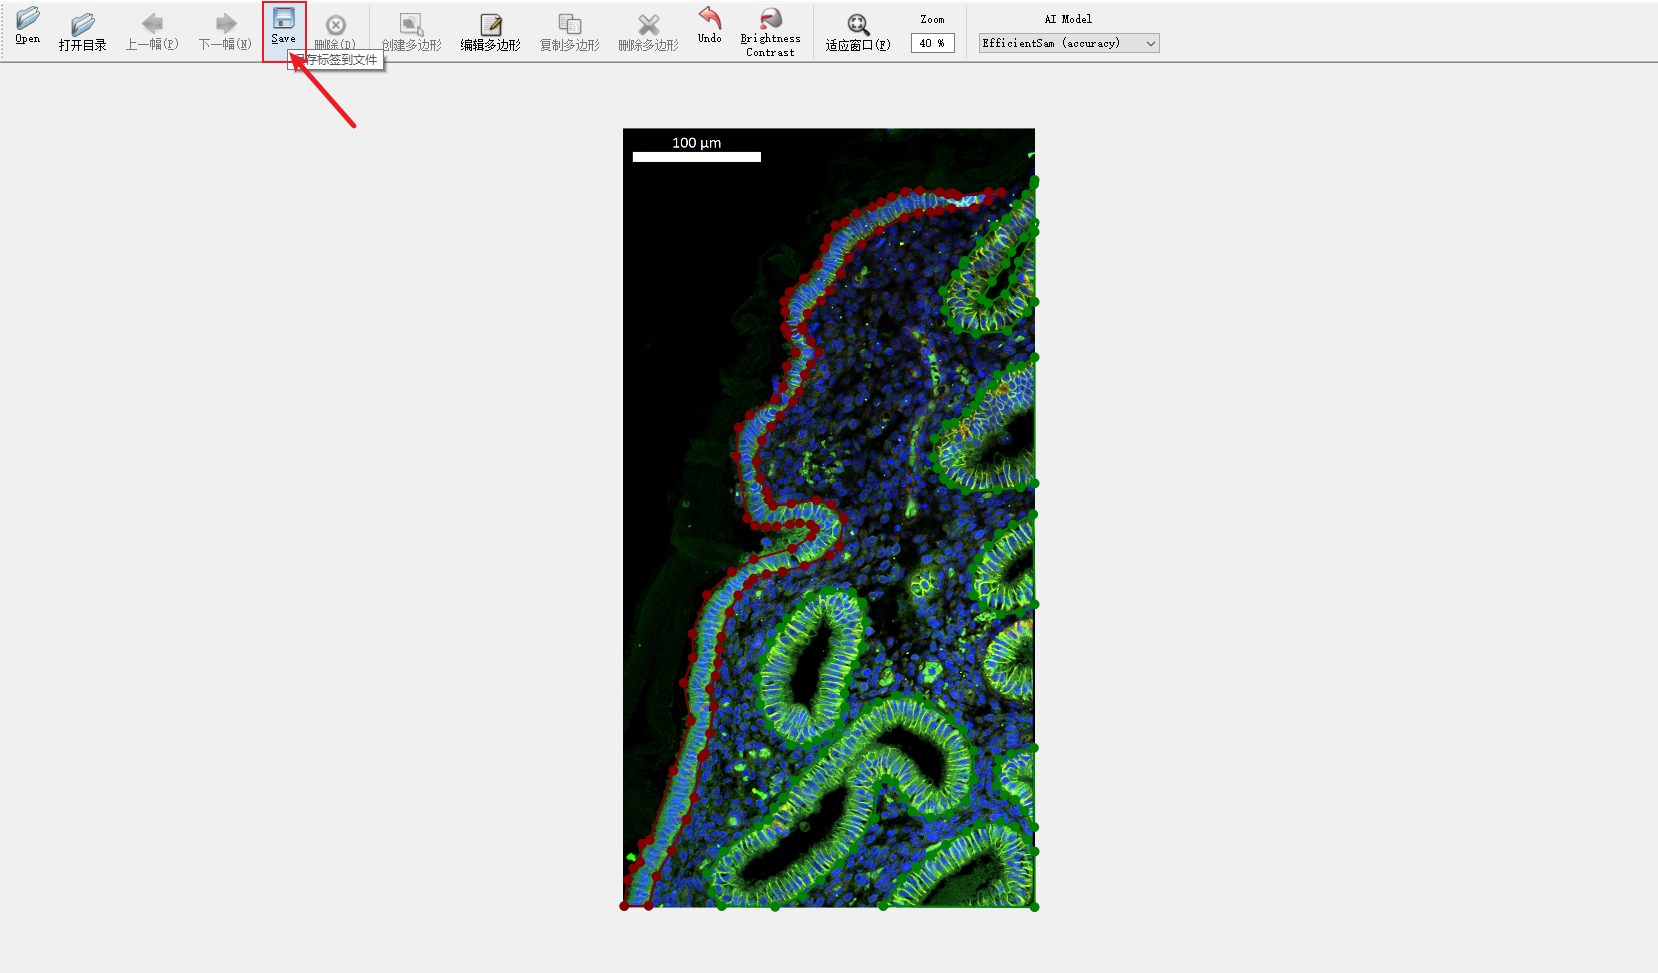 Open
打开目录
上一幅(P)
下一幅(N)
Save
删除(D)
创建多边形
编辑多边形
复制多边形
删除多边形
Undo
Brightness
Contrast
适应窗口(F)
Zoom
40 %
AI Model
EfficientSam (accuracy)
存标签到文件
100 µm